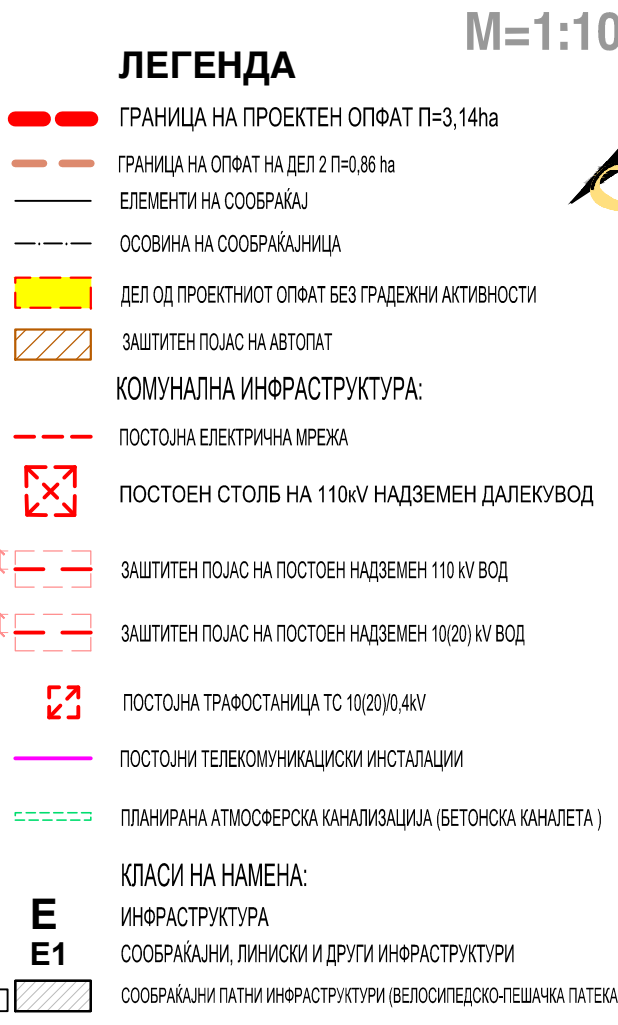 М=1:10
ЛЕГЕНДА
ГРАНИЦА НА ПРОЕКТЕН ОПФАТ П=3,14ha
ГРАНИЦА НА ОПФАТ НА ДЕЛ 2 П=0,86 ha
ЕЛЕМЕНТИ НА СООБРАЌАЈ
ОСОВИНА НА СООБРАЌАЈНИЦА
ДЕЛ ОД ПРОЕКТНИОТ ОПФАТ БЕЗ ГРАДЕЖНИ АКТИВНОСТИ
ЗАШТИТЕН ПОЈАС НА АВТОПАТ
КОМУНАЛНА ИНФРАСТРУКТУРА:
ПОСТОЈНА ЕЛЕКТРИЧНА МРЕЖА
ПОСТОЕН СТОЛБ НА 110кV НАДЗЕМЕН ДАЛЕКУВОД
ЗАШТИТЕН ПОЈАС НА ПОСТОЕН НАДЗЕМЕН 110 kV ВОД
ЗАШТИТЕН ПОЈАС НА ПОСТОЕН НАДЗЕМЕН 10(20) kV ВОД
ПОСТОЈНА ТРАФОСТАНИЦА ТС 10(20)/0,4kV
ПОСТОЈНИ ТЕЛЕКОМУНИКАЦИСКИ ИНСТАЛАЦИИ
ПЛАНИРАНА АТМОСФЕРСКА КАНАЛИЗАЦИЈА (БЕТОНСКА КАНАЛЕТА )
КЛАСИ НА НАМЕНА:
Е ИНФРАСТРУКТУРА
Е1 СООБРАЌАЈНИ, ЛИНИСКИ И ДРУГИ ИНФРАСТРУКТУРИ
СООБРАЌАЈНИ ПАТНИ ИНФРАСТРУКТУРИ (ВЕЛОСИПЕДСКО-ПЕШАЧКА ПАТЕКА